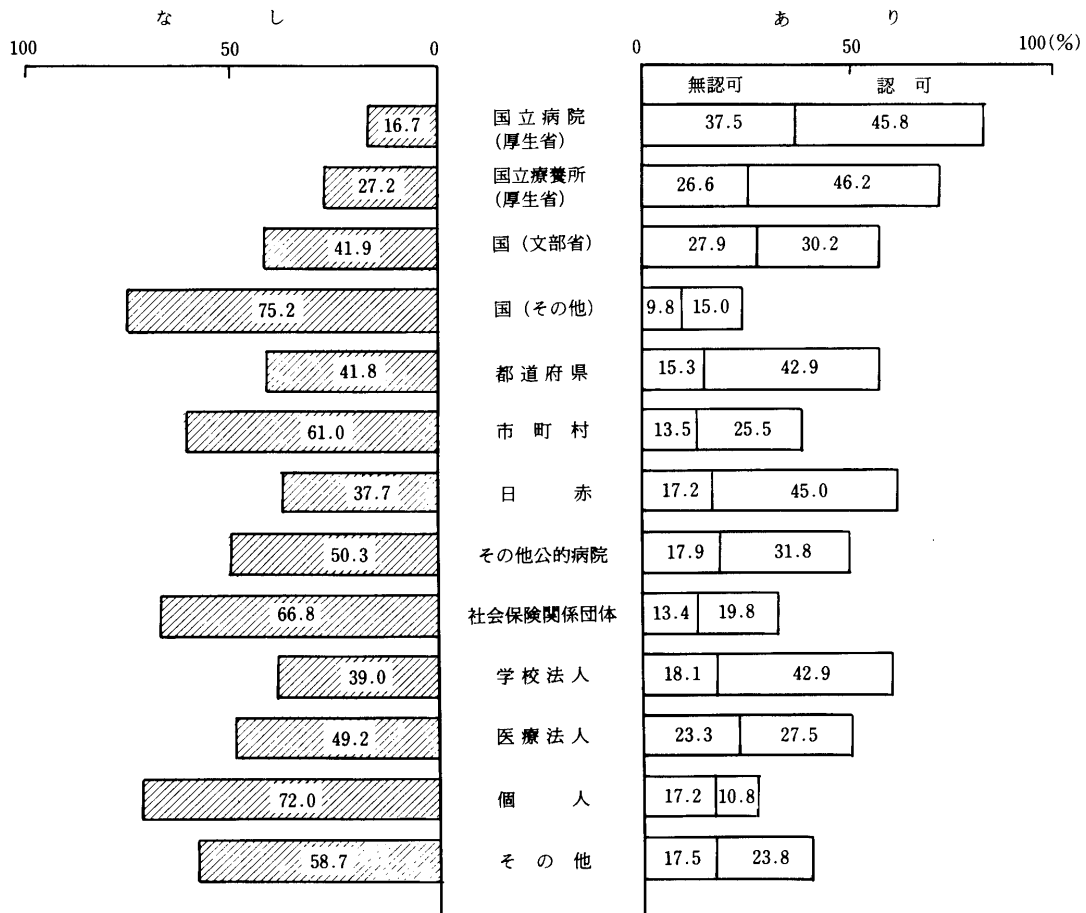 なし あり
100 50 0 0 50 100(%)
無認可 認可
16.7 国立病院 37.5 45.8
(厚生省)
27.2 国立療養所 26.6 46.2
(厚生省)
41.9 国(文部省) 27.9 30.2
75.2 国(その他) 9.8 15.0
41.8 都道府県 15.3 42.9
61.0 市町村 13.5 25.5
37.7 日赤 17.2 45.0
50.3 その他公的病院 17.9 31.8
66.8 社会保険関係団体 13.4 19.8
39.0 学校法人 18.1 42.9
49.2 医療法人 23.3 27.5
72.0 個人 17.2 10.8
58.7 その他 17.5 23.8